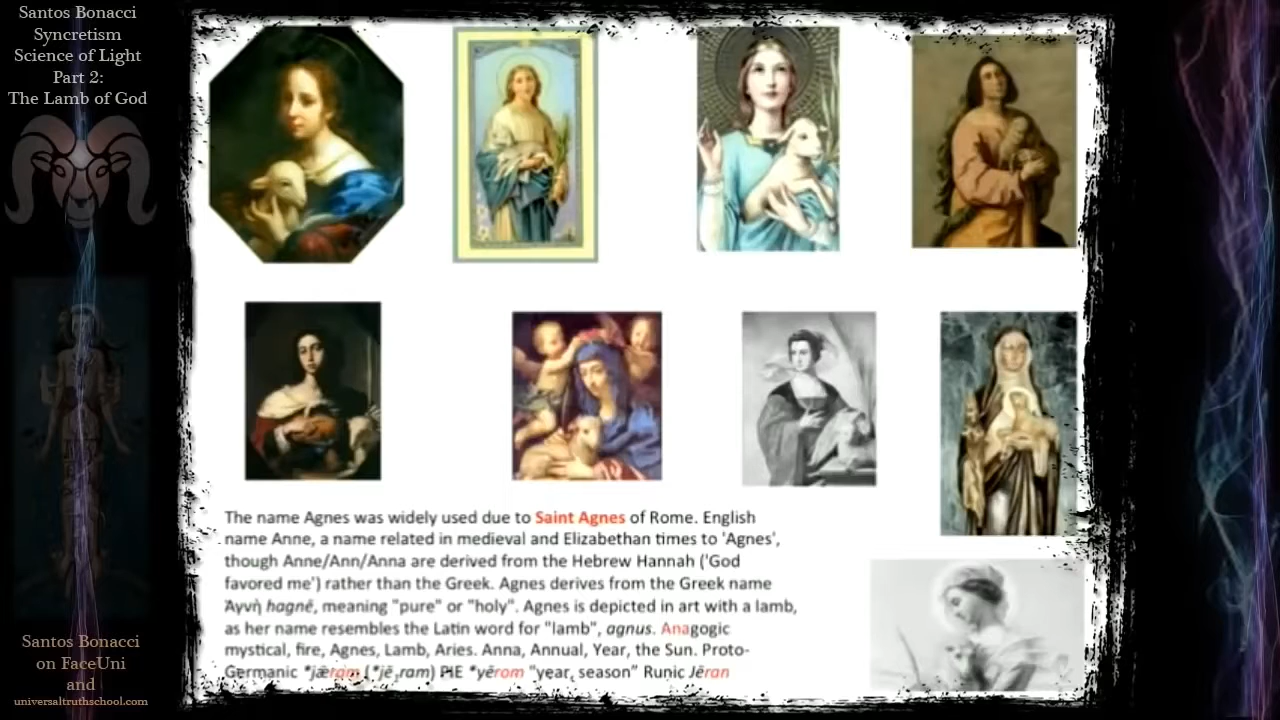 Santos Bonacci
Syncretism
Science of Light
Part 2:
The Lamb of God
The name Agnes was widely used due to Saint Agnes of Rome. English
name Anne, a name related in medieval and Elizabethan times to 'Agnes',
though Anne/Ann/Anna are derived from the Hebrew Hannah ('God
favored me') rather than the Greek. Agnes derives from the Greek name
Ἁγνὴ hagnē, meaning "pure" or "holy". Agnes is depicted in art with a lamb,
as her name resembles the Latin word for "lamb", agnus. Anagogic
mystical, fire, Agnes, Lamb, Aries. Anna, Annual, Year, the Sun. Proto-
Germanic *jǣram (*jē₂ram) PIE *yērom "year, season" Runic Jēran
Santos Bonacci
on FaceUni
and
universaltruthschool.com